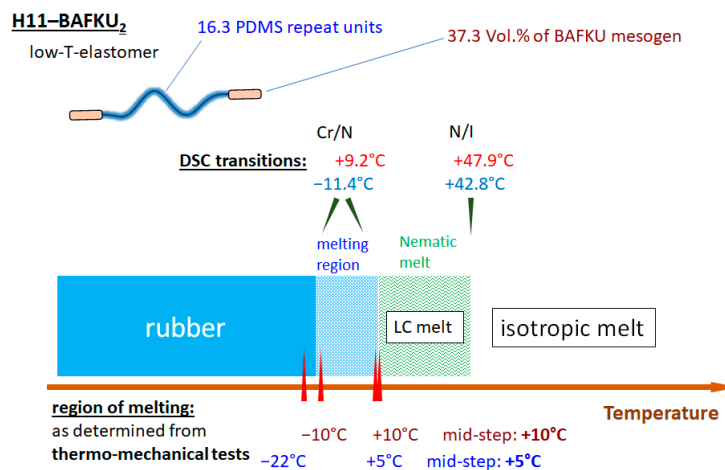 H11–BAFKU2
low-T-elastomer
16.3 PDMS repeat units
37.3 Vol.% of BAFKU mesogen
Cr/N N/I
DSC transitions: +9.2°C +47.9°C
−11.4°C +42.8°C
melting region
Nematic melt
rubber
LC melt
isotropic melt
Temperature
region of melting:
as determined from
thermo-mechanical tests
−10°C +10°C mid-step: +10°C
−22°C +5°C mid-step: +5°C